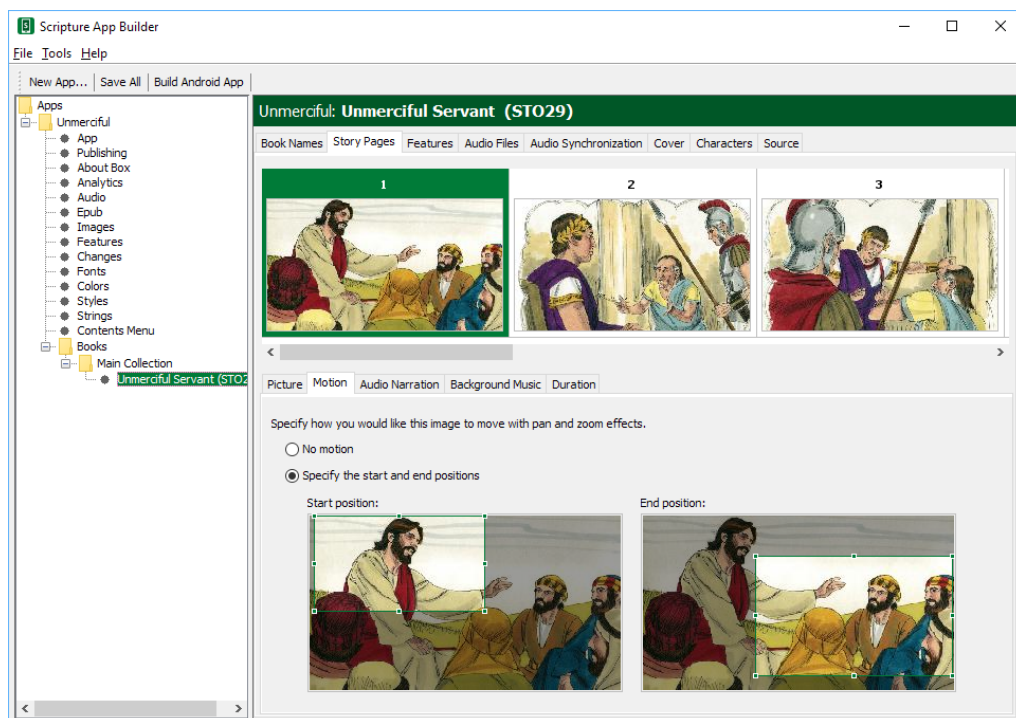 Scripture App Builder
File Tools Help
New App... Save All Build Android App
Apps
Unmerciful
App
Publishing
About Box
Analytics
Audio
Epub
Images
Features
Changes
Fonts
Colors
Styles
Strings
Contents Menu
Books
Main Collection
Unmerciful Servant (STO2
Unmerciful: Unmerciful Servant (STO29)
Book Names Story Pages Features Audio Files Audio Synchronization Cover Characters Source
1 2 3
Picture Motion Audio Narration Background Music Duration
Specify how you would like this image to move with pan and zoom effects.
No motion
Specify the start and end positions
Start position: End position: